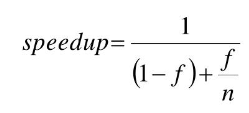 speedup = 1 / ((1 − f) + f/n)